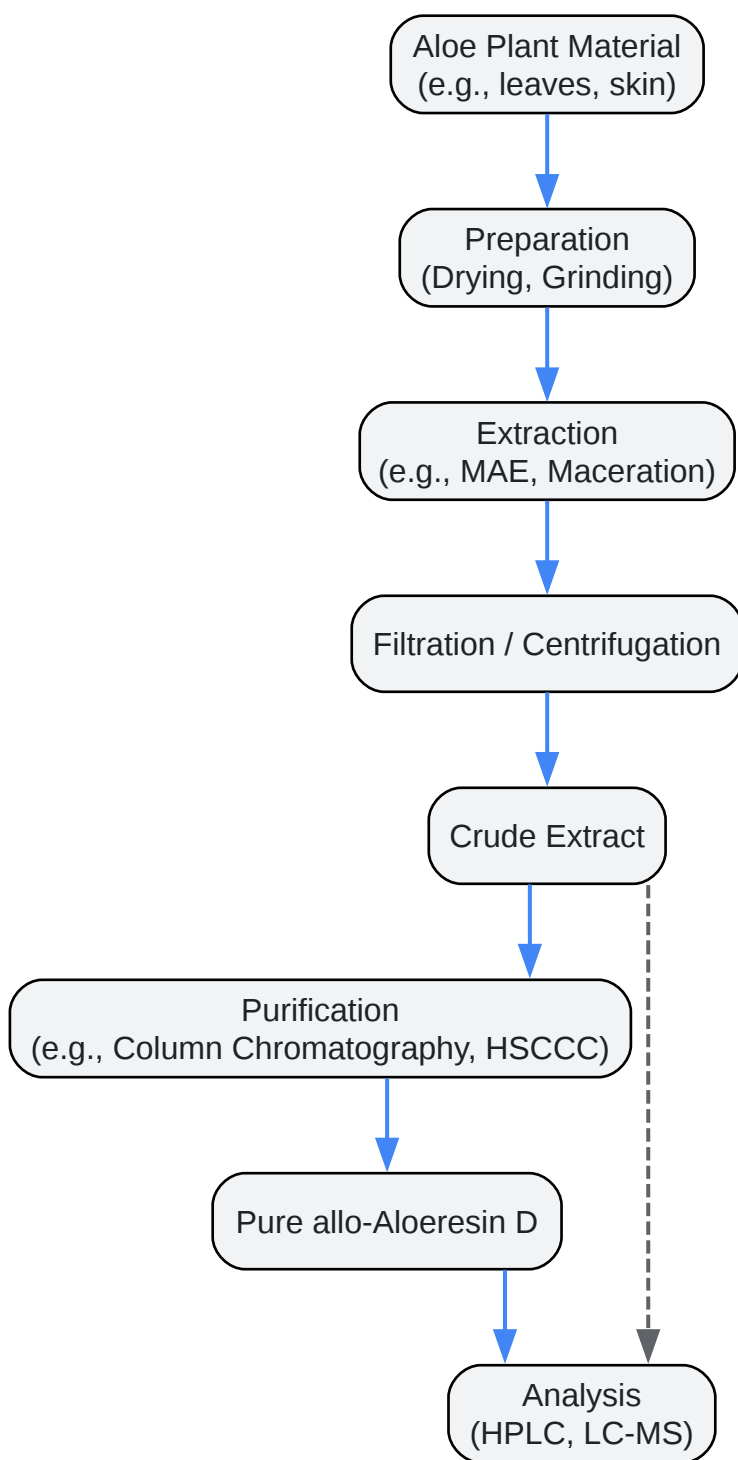 Aloe Plant Material
(e.g., leaves, skin)
Preparation
(Drying, Grinding)
Extraction
(e.g., MAE, Maceration)
Filtration / Centrifugation
Crude Extract
Purification
(e.g., Column Chromatography, HSCCC)
Pure allo-Aloeresin D
Analysis
(HPLC, LC-MS)